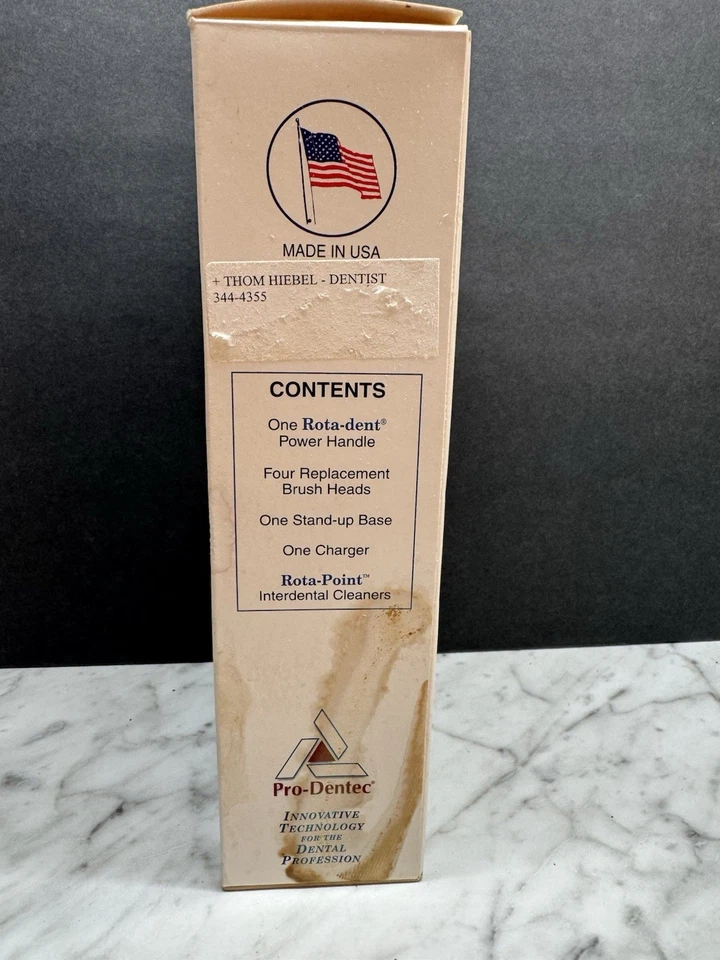 MADE IN USA
+ THOM HIEBEL - DENTIST
344-4355
CONTENTS
One Rota-dent®
Power Handle
Four Replacement
Brush Heads
One Stand-up Base
One Charger
Rota-Point™
Interdental Cleaners
Pro-Dentec®
INNOVATIVE
TECHNOLOGY
FOR THE
DENTAL
PROFESSION